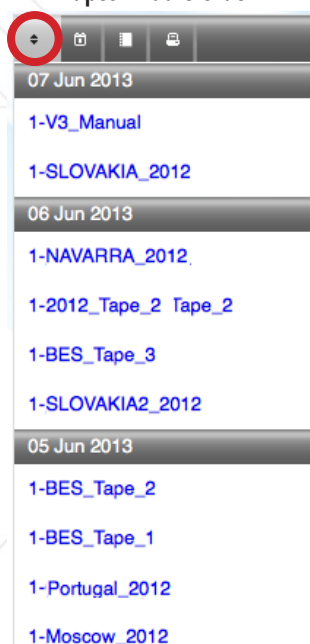 07 Jun 2013
1-V3_Manual
1-SLOVAKIA_2012
06 Jun 2013
1-NAVARRA_2012
1-2012_Tape_2 Tape_2
1-BES_Tape_3
1-SLOVAKIA2_2012
05 Jun 2013
1-BES_Tape_2
1-BES_Tape_1
1-Portugal_2012
1-Moscow_2012